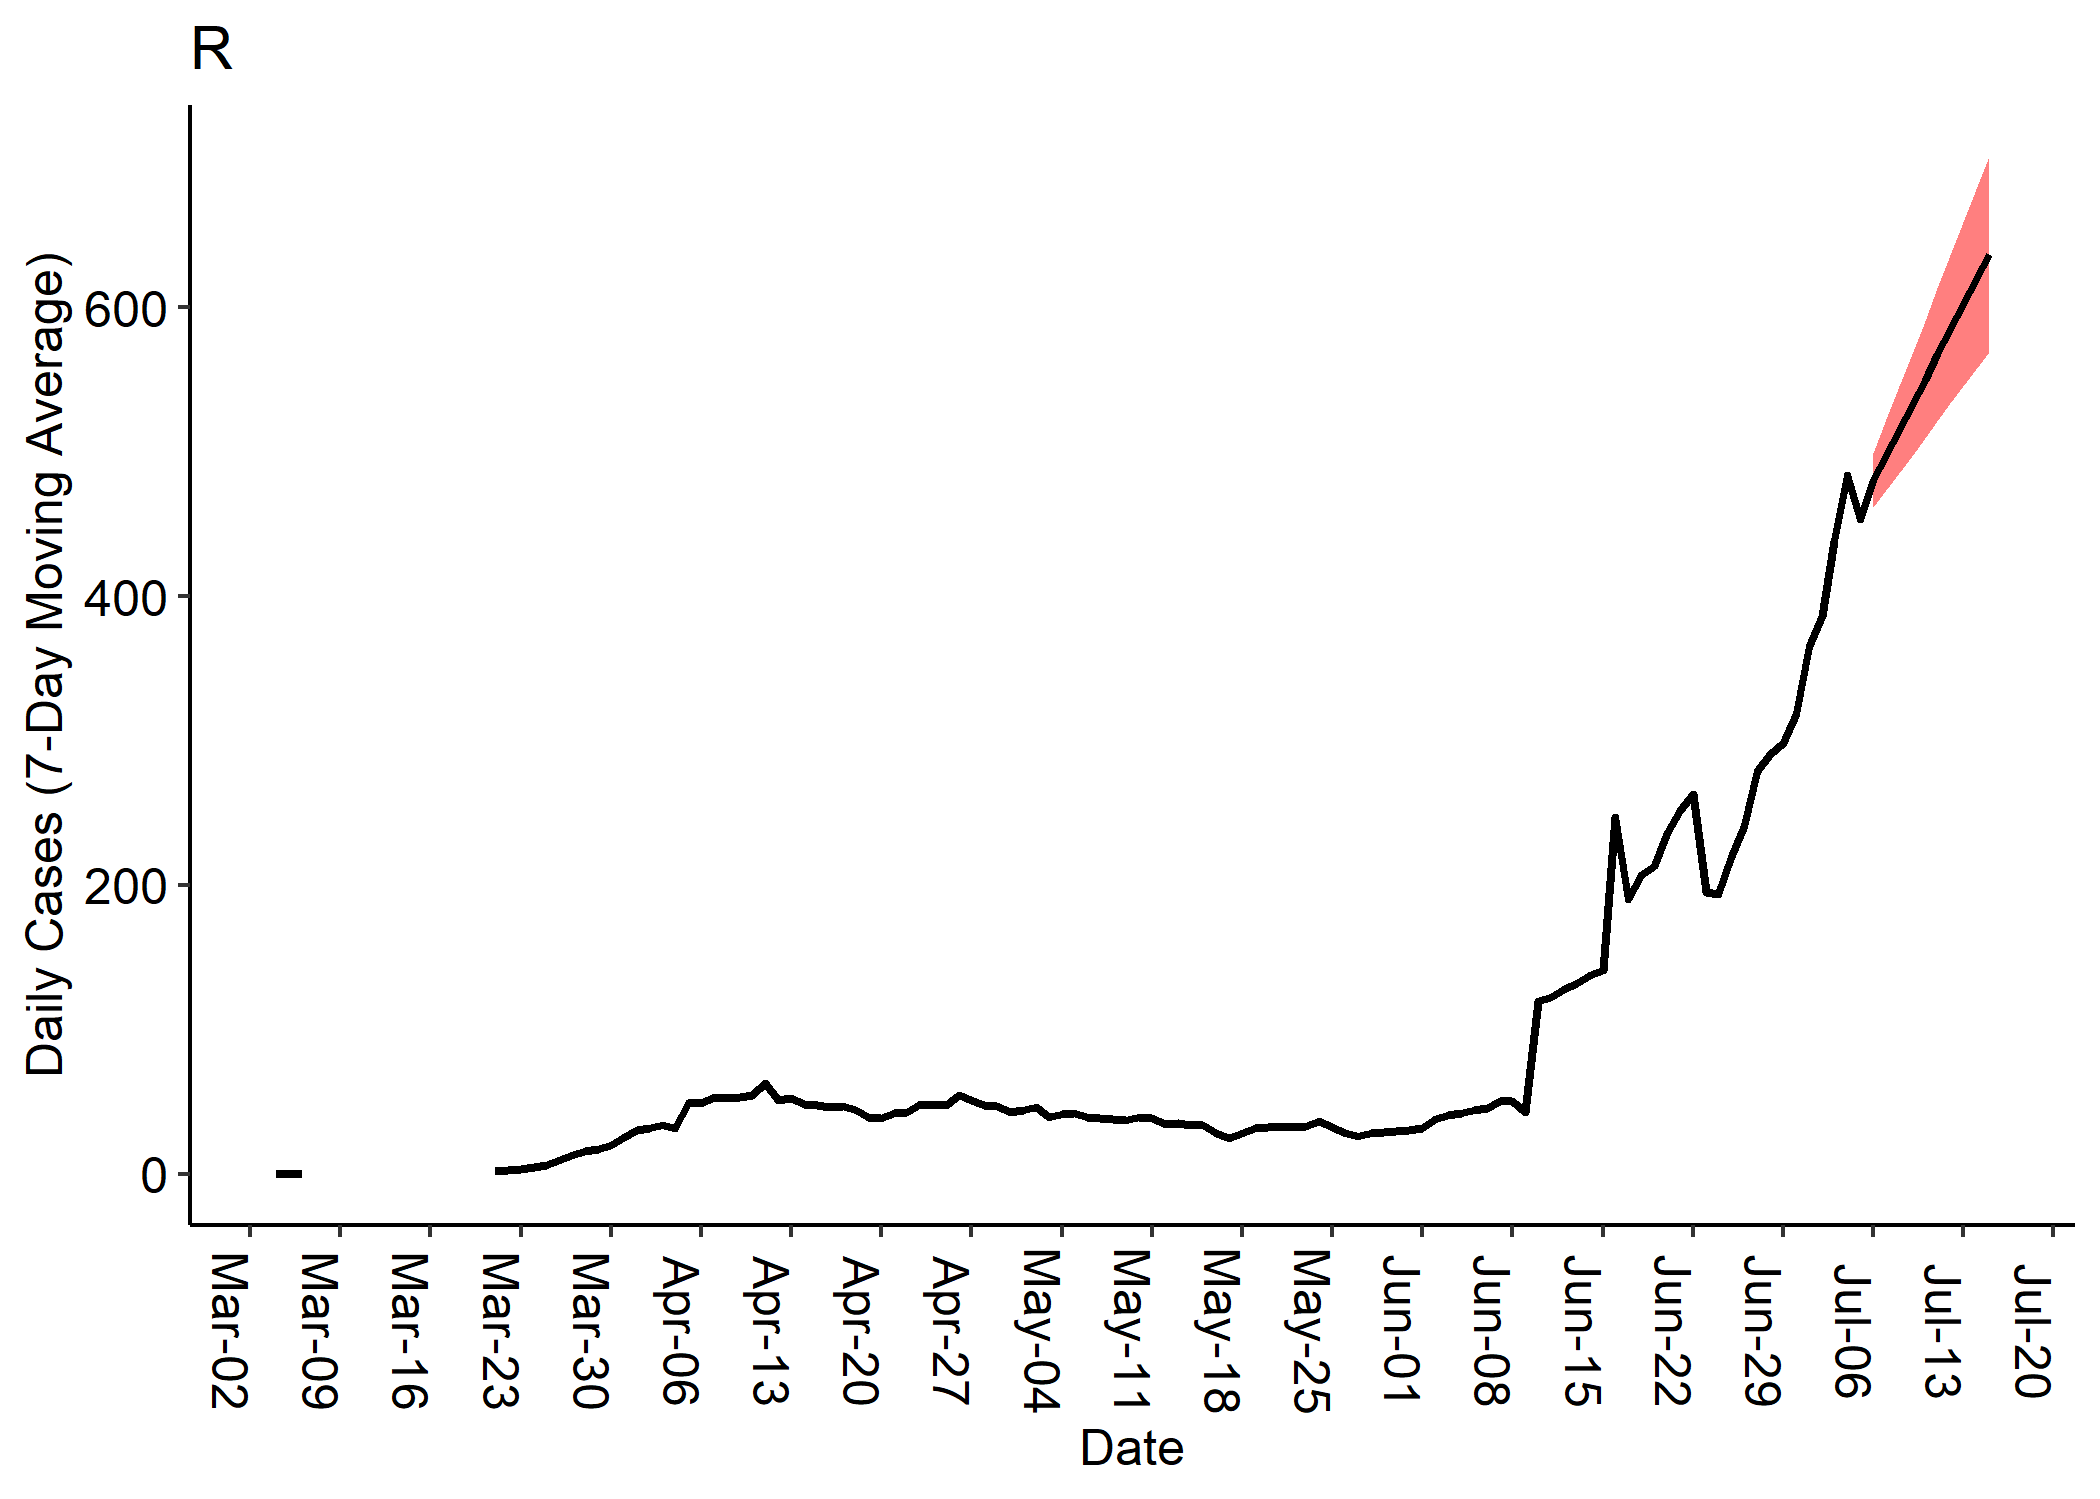 R
Daily Cases (7-Day Moving Average)
600
400
200
0
Mar-02
Mar-09
Mar-16
Mar-23
Mar-30
Apr-06
Apr-13
Apr-20
Apr-27
May-04
May-11
May-18
May-25
Jun-01
Jun-08
Jun-15
Jun-22
Jun-29
Jul-06
Jul-13
Jul-20
Date